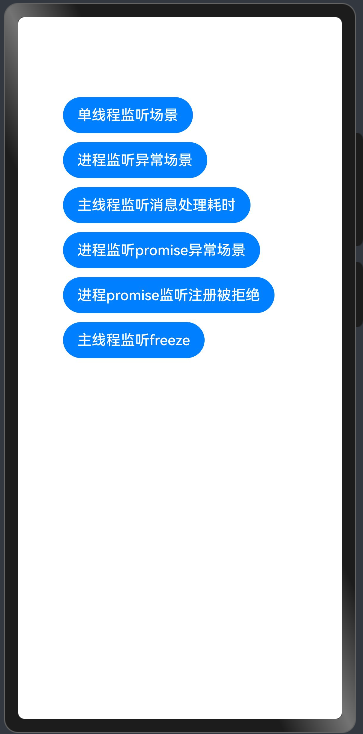 单线程监听场景
进程监听异常场景
主线程监听消息处理耗时
进程监听promise异常场景
进程promise监听注册被拒绝
主线程监听freeze